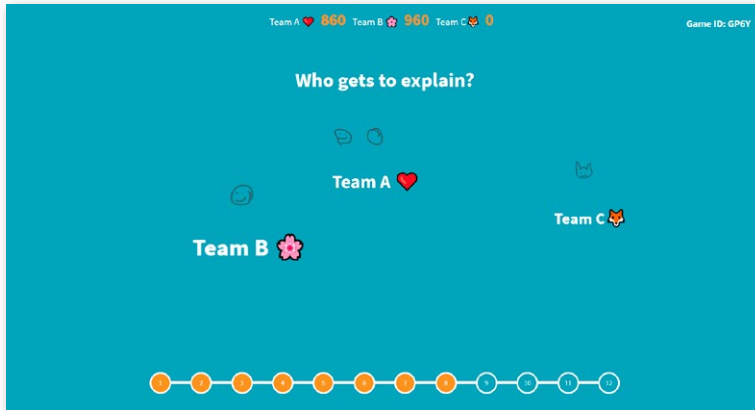 Team A ❤️ 860 Team B 🌸 960 Team C 🦊 0
Game ID: GP6Y
Who gets to explain?
Team A ❤️
Team C 🦊
Team B 🌸
1 2 3 4 5 6 7 8 9 10 11 12